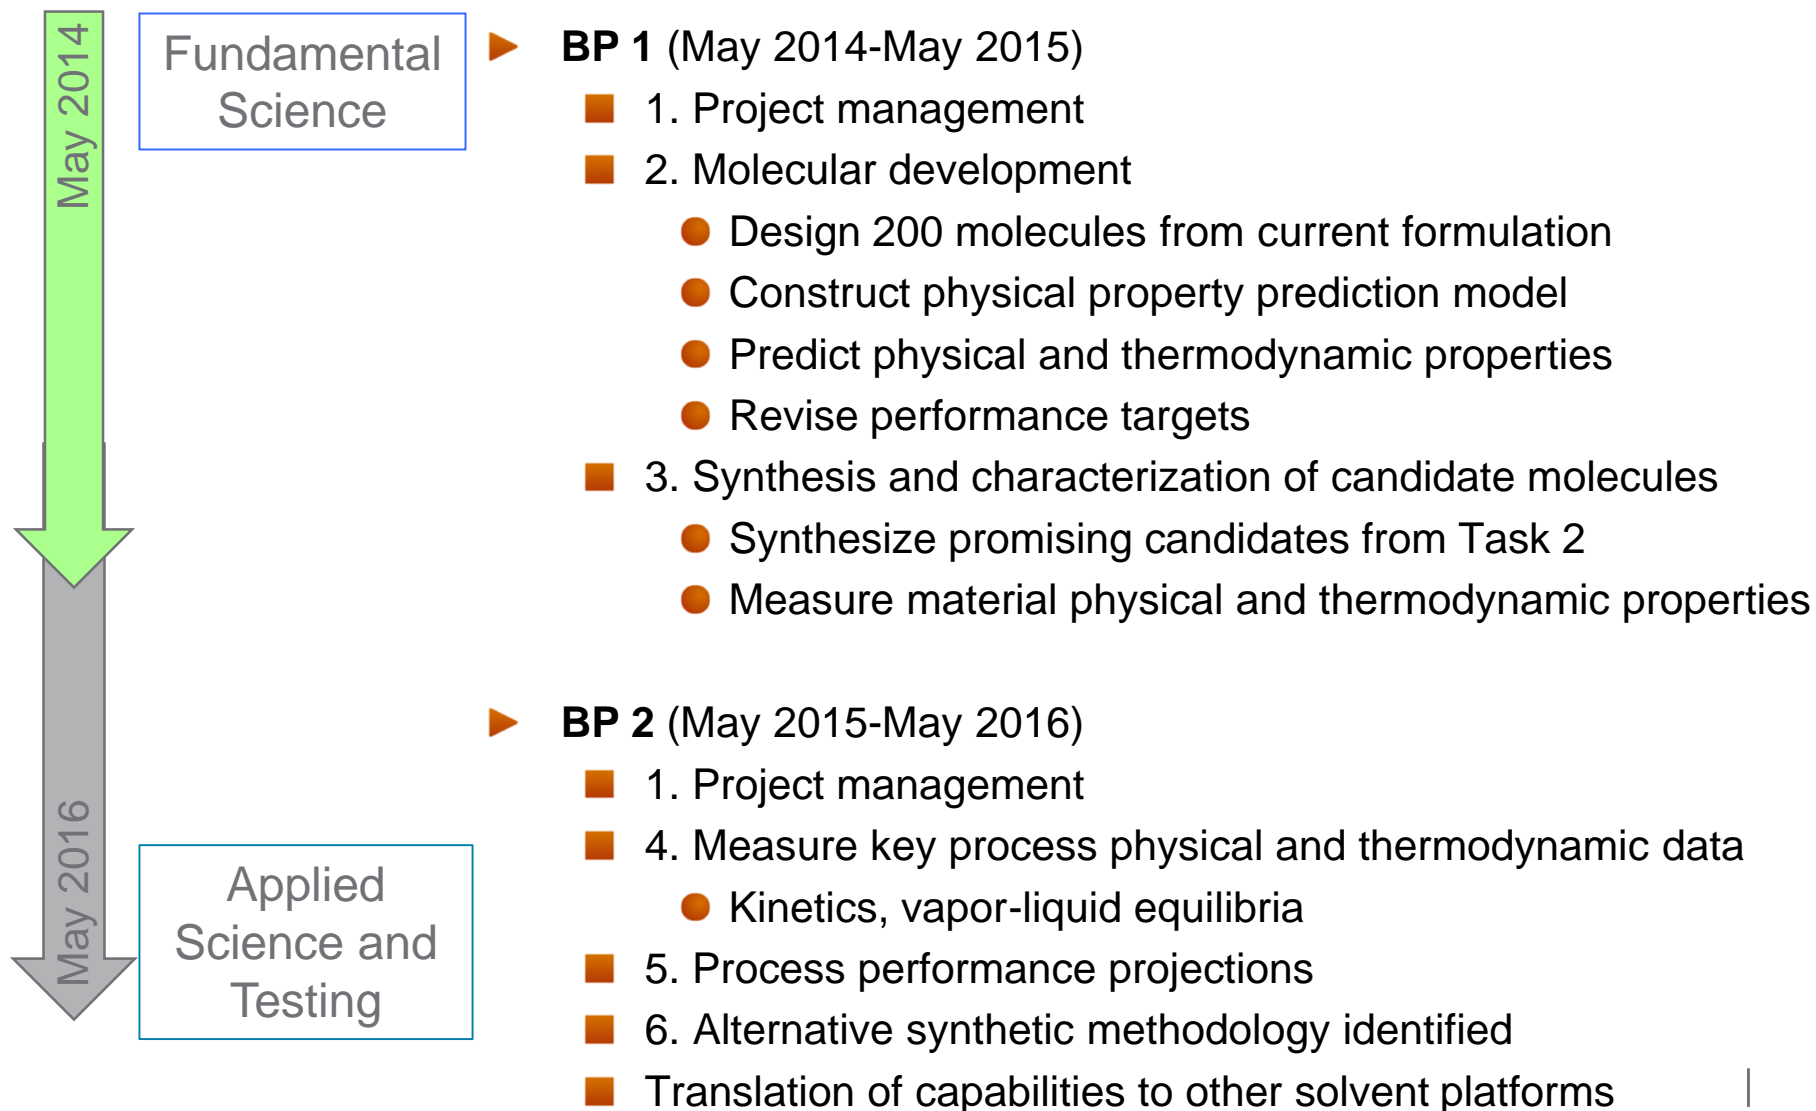 May 2014
Fundamental
Science
BP 1 (May 2014-May 2015)
1. Project management
2. Molecular development
Design 200 molecules from current formulation
Construct physical property prediction model
Predict physical and thermodynamic properties
Revise performance targets
3. Synthesis and characterization of candidate molecules
Synthesize promising candidates from Task 2
Measure material physical and thermodynamic properties
May 2016
Applied
Science and
Testing
BP 2 (May 2015-May 2016)
1. Project management
4. Measure key process physical and thermodynamic data
Kinetics, vapor-liquid equilibria
5. Process performance projections
6. Alternative synthetic methodology identified
Translation of capabilities to other solvent platforms